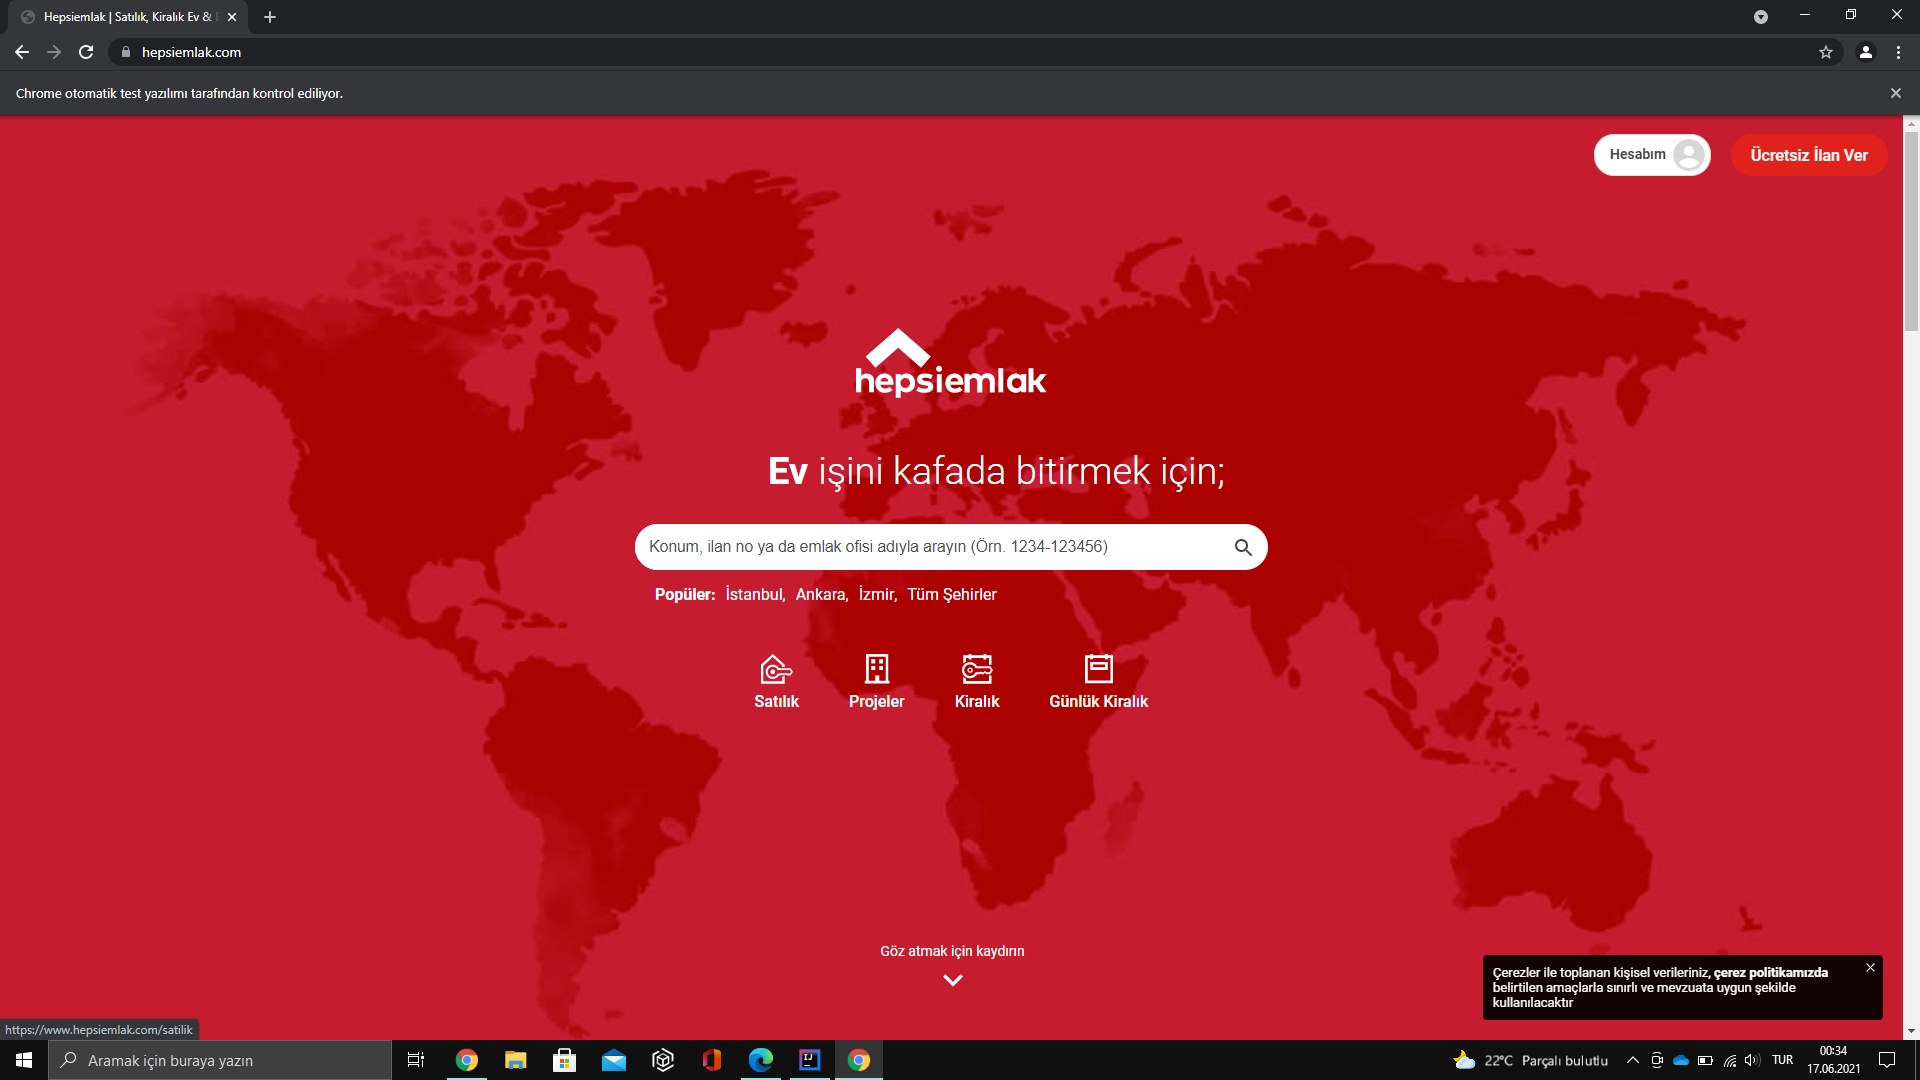 Hepsiemlak | Satılık, Kiralık Ev &
hepsiemlak.com
Chrome otomatik test yazılımı tarafından kontrol ediliyor.
Hesabım
Ücretsiz İlan Ver
hepsiemlak
Ev işini kafada bitirmek için;
Konum, ilan no ya da emlak ofisi adıyla arayın (Örn. 1234-123456)
Popüler: İstanbul, Ankara, İzmir, Tüm Şehirler
Satılık Projeler Kiralık Günlük Kiralık
Göz atmak için kaydırın
Çerezler ile toplanan kişisel verileriniz, çerez politikamızda
belirtilen amaçlarla sınırlı ve mevzuata uygun şekilde
kullanılacaktır
https://www.hepsiemlak.com/satilik
Aramak için buraya yazın
22°C Parçalı bulutlu
TUR
00:34
17.06.2021